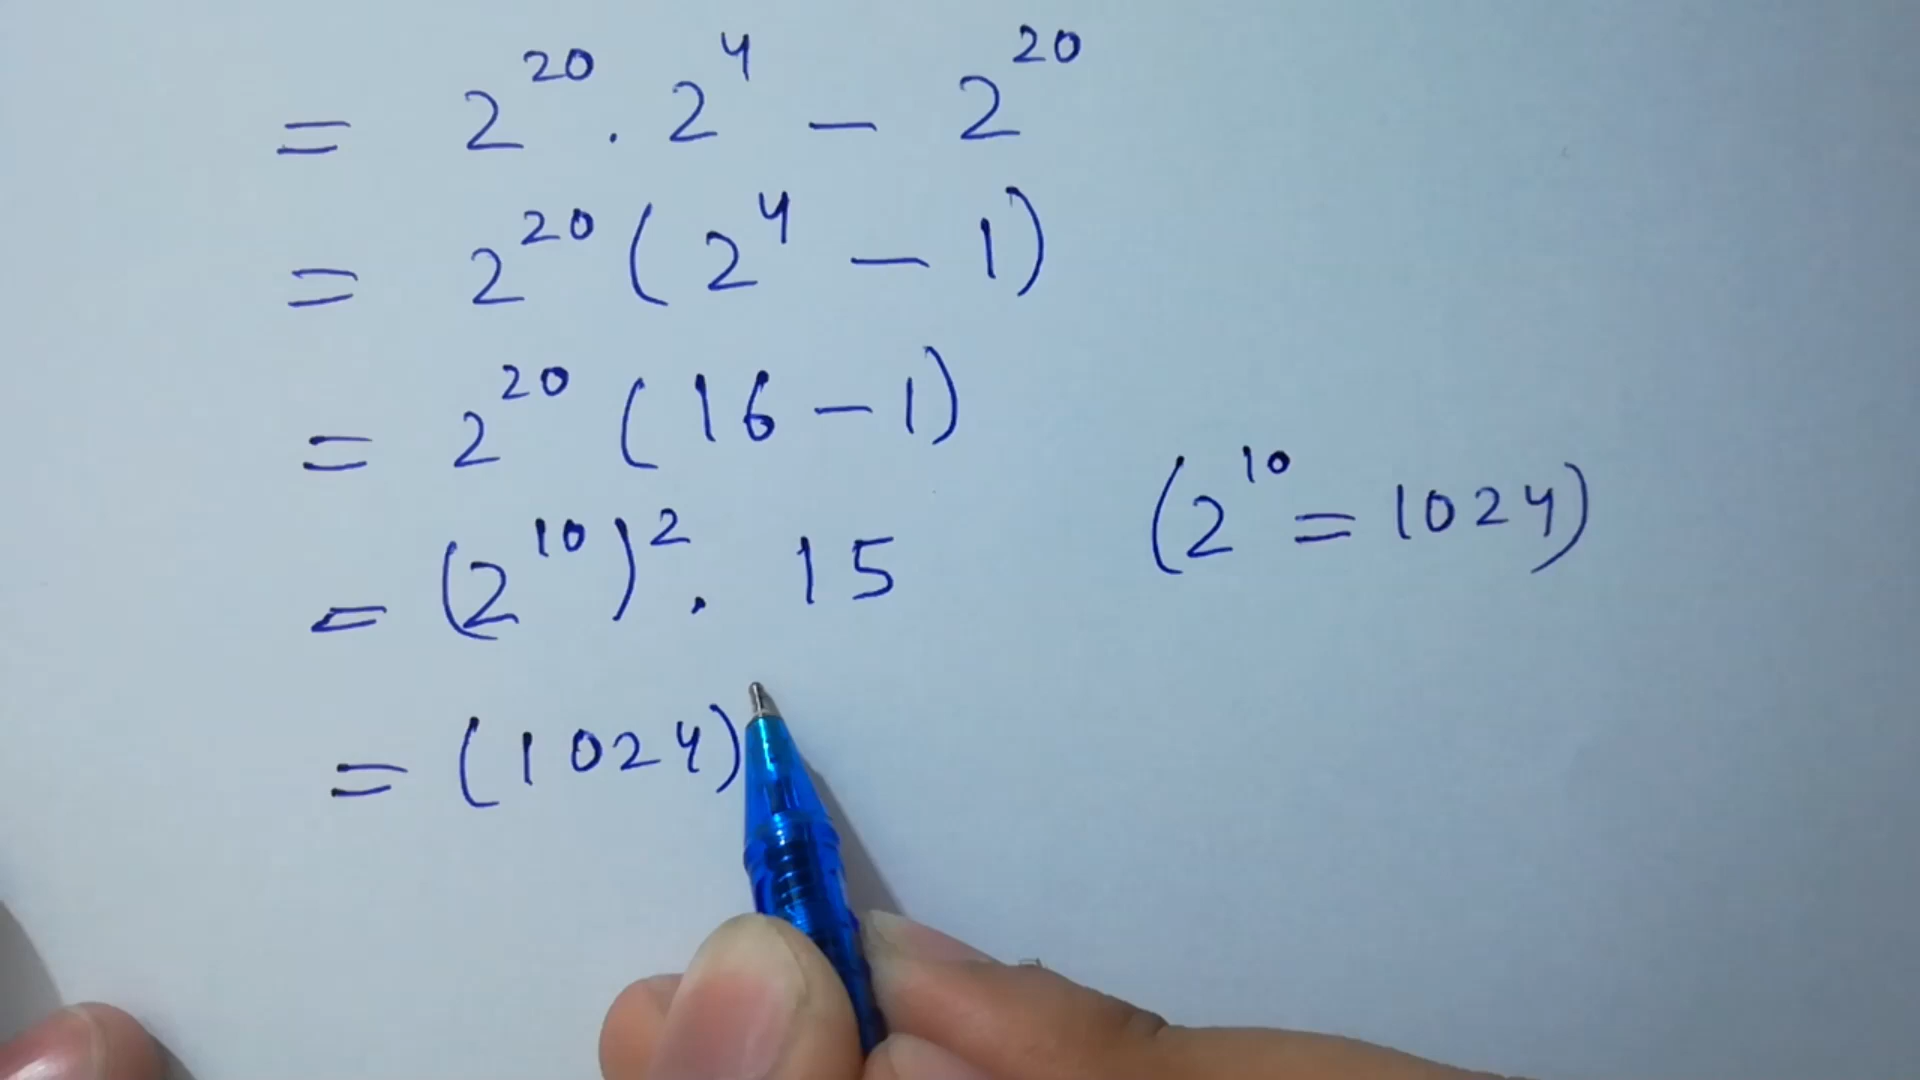 = 2^20 . 2^4 - 2^20
= 2^20 (2^4 - 1)
= 2^20 (16 - 1)
= (2^10)^2 . 15
(2^10 = 1024)
= (1024)